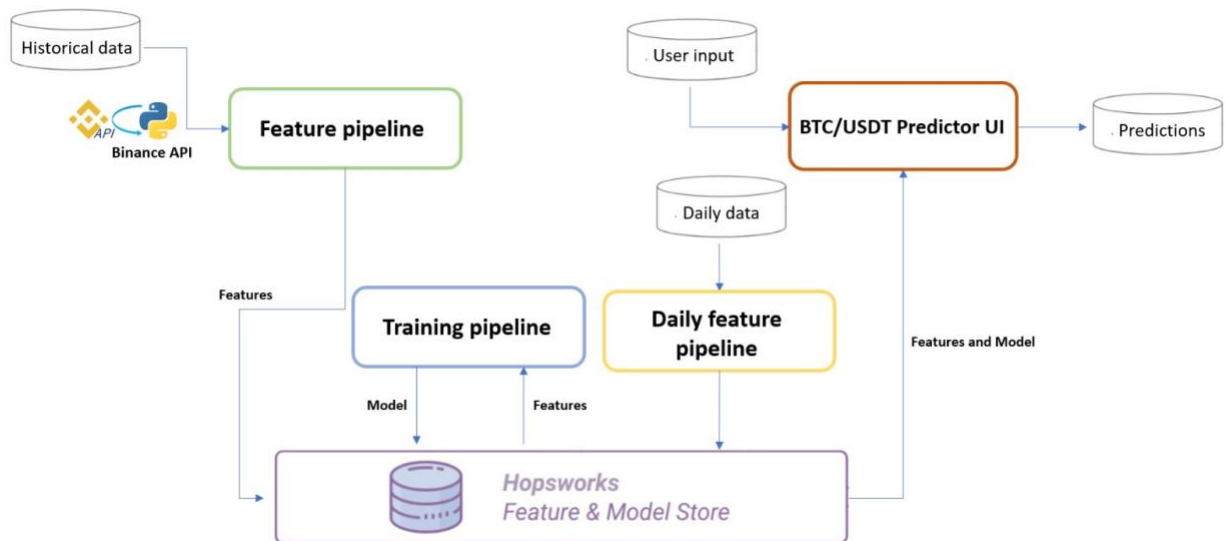 Historical data
API
Binance API
Feature pipeline
User input
BTC/USDT Predictor UI
Predictions
Daily data
Features
Training pipeline
Daily feature
pipeline
Features and Model
Model
Features
Hopsworks
Feature & Model Store